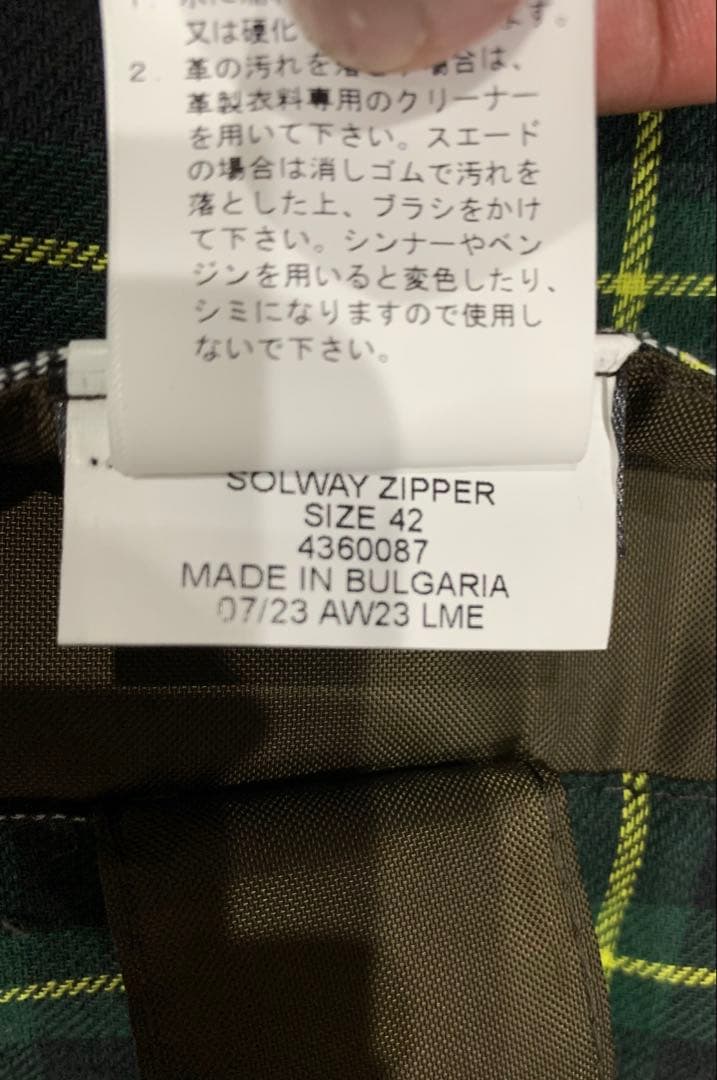 又は硬化 ます。
2. 革の汚れを落 場合は、
革製衣料専用のクリーナー
を用いて下さい。スエード
の場合は消しゴムで汚れを
落とした上、ブラシをかけ
て下さい。シンナーやベン
ジンを用いると変色したり、
シミになりますので使用し
ないで下さい。
SOLWAY ZIPPER
SIZE 42
4360087
MADE IN BULGARIA
07/23 AW23 LME